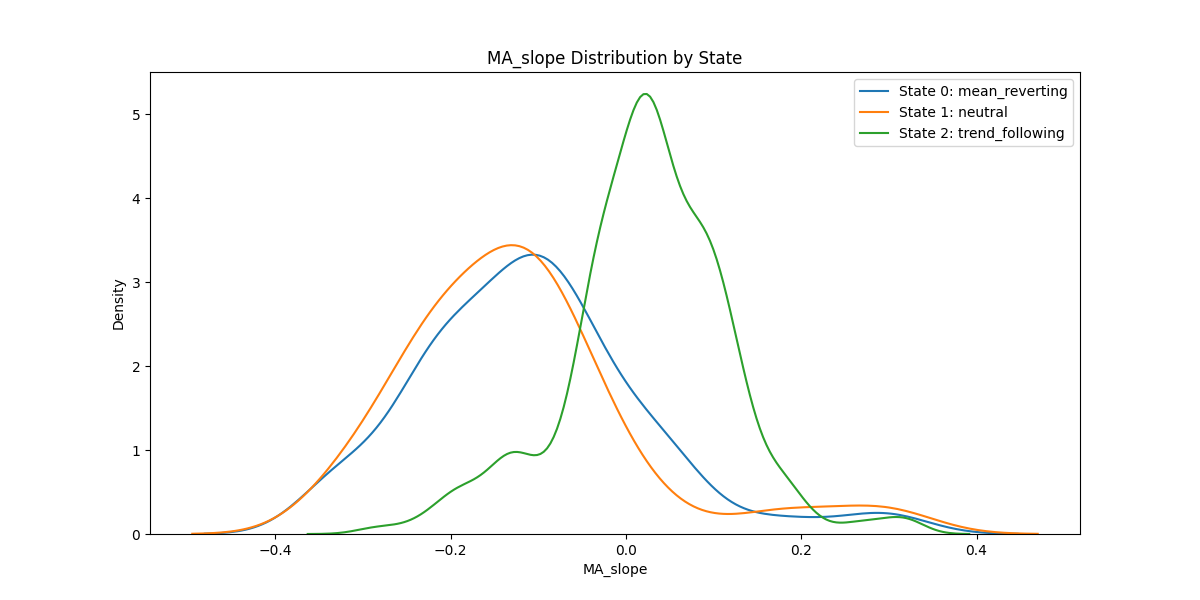 MA_slope Distribution by State
State 0: mean_reverting
State 1: neutral
State 2: trend_following
Density
5
4
3
2
1
0
−0.4 −0.2 0.0 0.2 0.4
MA_slope